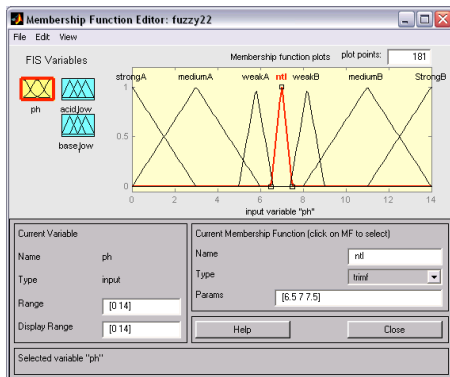 Membership Function Editor: fuzzy22
File Edit View
FIS Variables
Membership function plots plot points: 181
ph
acid,low
base,low
strongA mediumA weakA ntl weakB mediumB StrongB
1
0.5
0
0 2 4 6 8 10 12 14
input variable "ph"
Current Variable
Name ph
Type input
Range [0 14]
Display Range [0 14]
Current Membership Function (click on MF to select)
Name ntl
Type trimf
Params [6.5 7 7.5]
Help Close
Selected variable "ph"